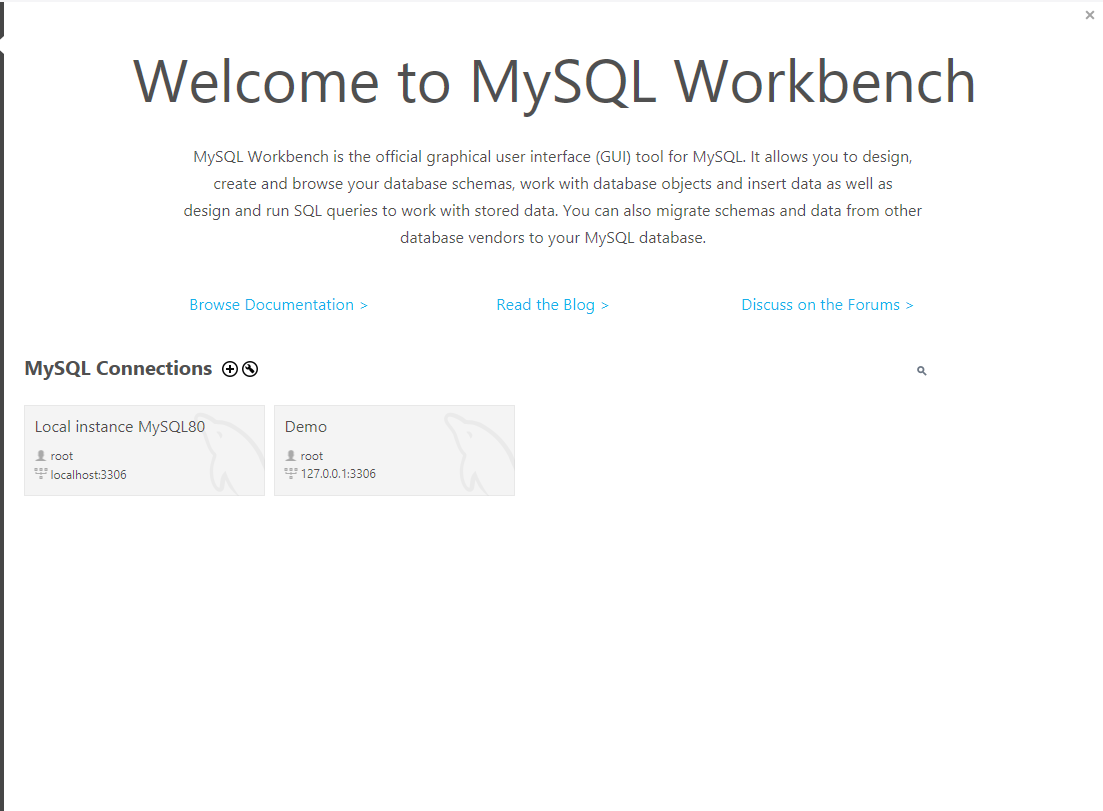 Welcome to MySQL Workbench
MySQL Workbench is the official graphical user interface (GUI) tool for MySQL. It allows you to design,
create and browse your database schemas, work with database objects and insert data as well as
design and run SQL queries to work with stored data. You can also migrate schemas and data from other
database vendors to your MySQL database.
Browse Documentation >
Read the Blog >
Discuss on the Forums >
MySQL Connections
Local instance MySQL80
root
localhost:3306
Demo
root
127.0.0.1:3306